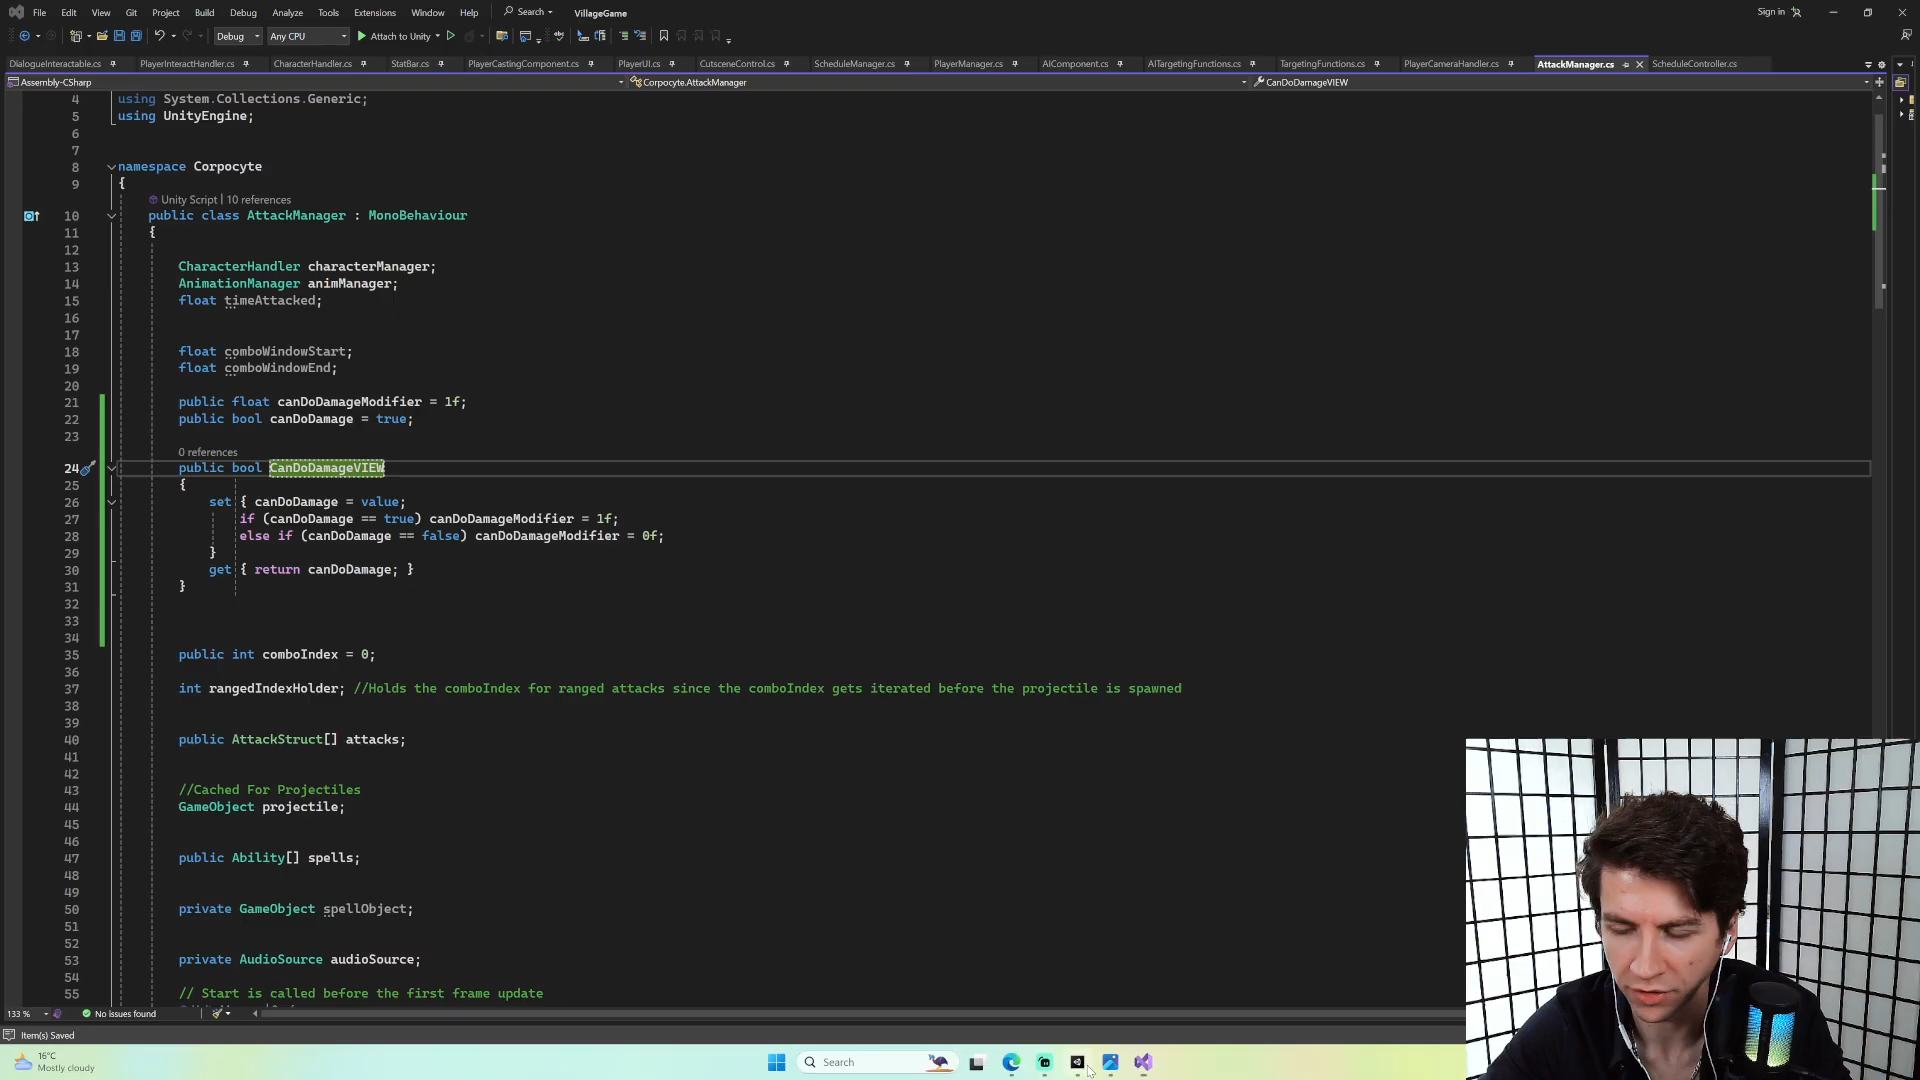 File Edit View Git Project Build Debug Analyze Tools Extensions Window Help Search VillageGame Sign in
Debug Any CPU Attach to Unity
DialogueInteractable.cs PlayerInteractHandler.cs CharacterHandler.cs StatBar.cs PlayerCastingComponent.cs PlayerUI.cs CutsceneControl.cs ScheduleManager.cs PlayerManager.cs AIComponent.cs AITargetingFunctions.cs TargetingFunctions.cs PlayerCameraHandler.cs AttackManager.cs ScheduleController.cs
Assembly-CSharp Corpocyte.AttackManager CanDoDamageVIEW
4 using System.Collections.Generic;
5 using UnityEngine;
6
7
8 namespace Corpocyte
9 {
Unity Script | 10 references
10 public class AttackManager : MonoBehaviour
11 {
12
13 CharacterHandler characterManager;
14 AnimationManager animManager;
15 float timeAttacked;
16
17
18 float comboWindowStart;
19 float comboWindowEnd;
20
21 public float canDoDamageModifier = 1f;
22 public bool canDoDamage = true;
23
0 references
24 public bool CanDoDamageVIEW
25 {
26 set { canDoDamage = value;
27 if (canDoDamage == true) canDoDamageModifier = 1f;
28 else if (canDoDamage == false) canDoDamageModifier = 0f;
29 }
30 get { return canDoDamage; }
31 }
32
33
34
35 public int comboIndex = 0;
36
37 int rangedIndexHolder; //Holds the comboIndex for ranged attacks since the comboIndex gets iterated before the projectile is spawned
38
39
40 public AttackStruct[] attacks;
41
42
43 //Cached For Projectiles
44 GameObject projectile;
45
46
47 public Ability[] spells;
48
49
50 private GameObject spellObject;
51
52
53 private AudioSource audioSource;
54
55 // Start is called before the first frame update
133 % No issues found
Item(s) Saved
16°C
Mostly cloudy
Search